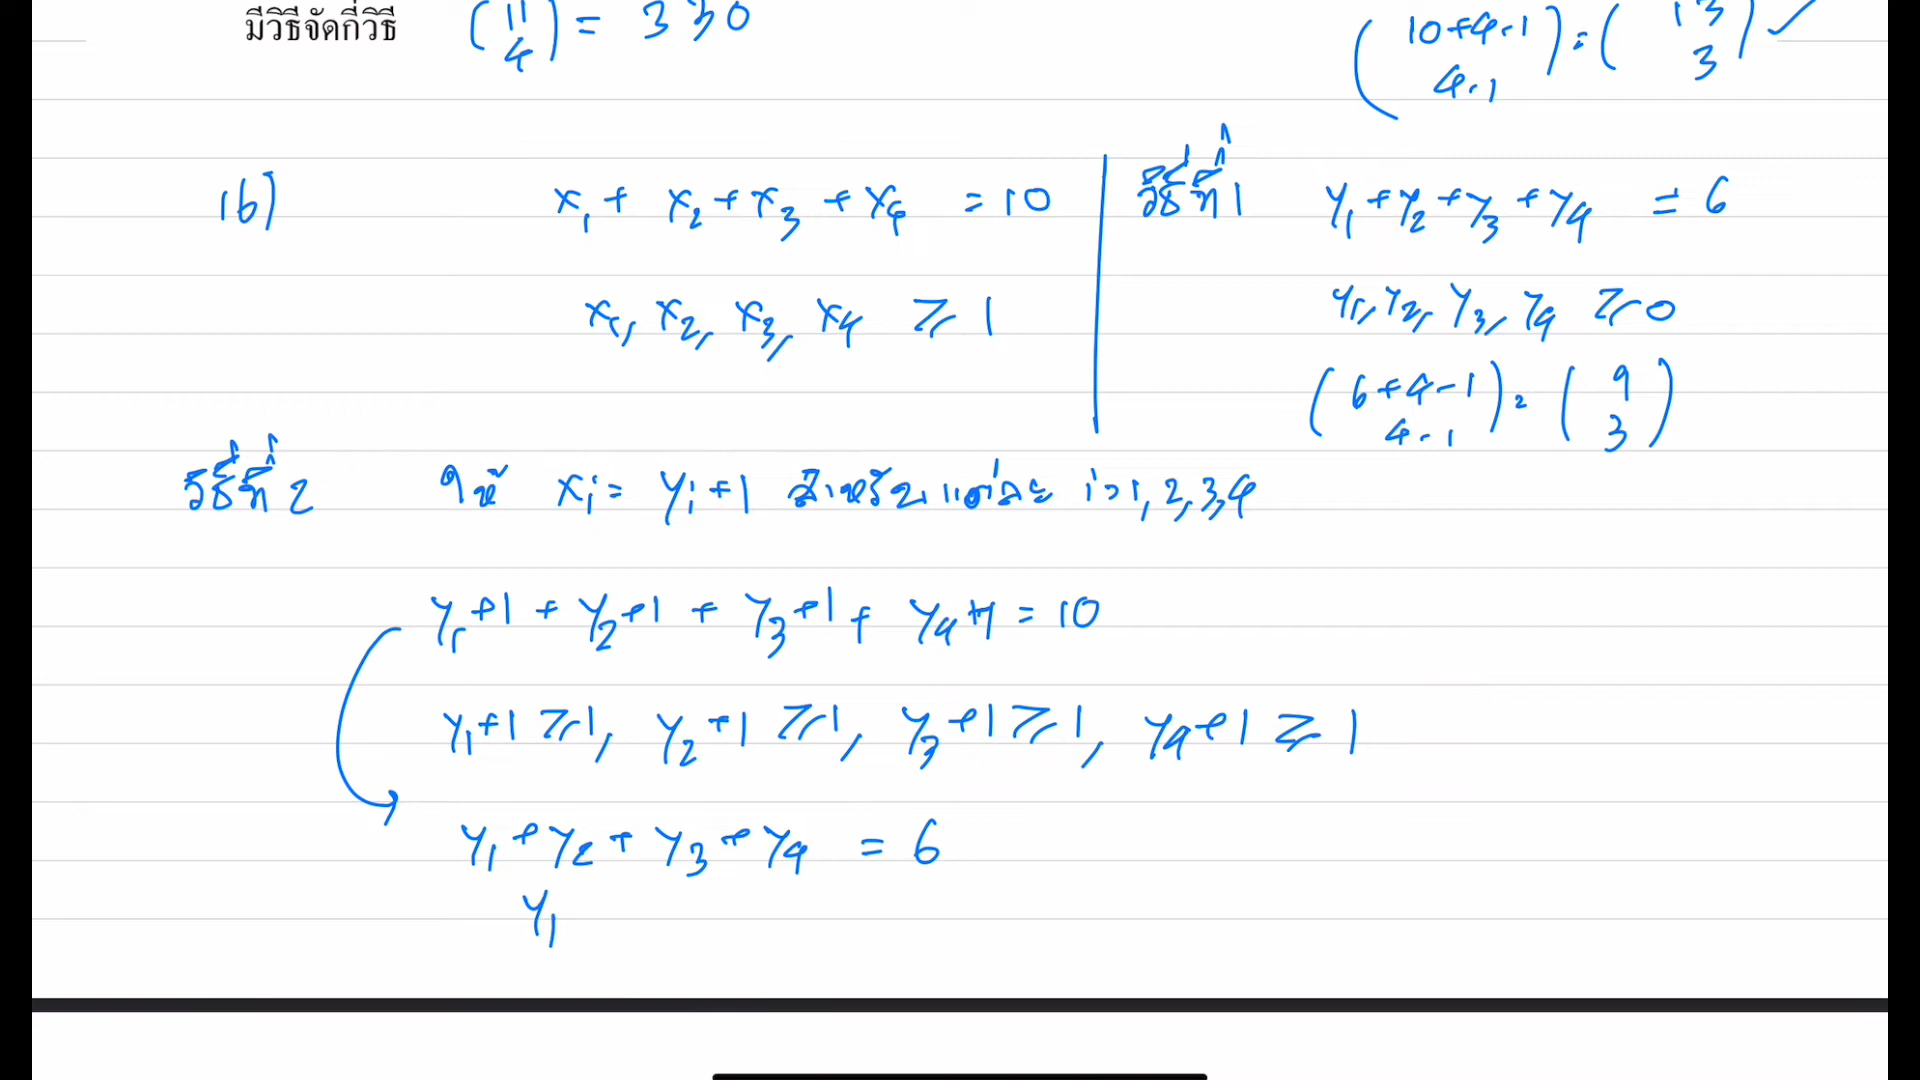 มีวิธีจัดกี่วิธี (11 4) = 330
(10+4-1 4-1) = (13 3) ✓
16) x₁ + x₂ + x₃ + x₄ = 10
x₁, x₂, x₃, x₄ ≥ 1
วิธีที่ 1 y₁ + y₂ + y₃ + y₄ = 6
y₁, y₂, y₃, y₄ ≥ 0
(6+4-1 4-1) = (9 3)
วิธีที่ 2 ให้ xᵢ = yᵢ + 1 สำหรับแต่ละ i = 1, 2, 3, 4
y₁+1 + y₂+1 + y₃+1 + y₄+1 = 10
y₁+1 ≥ 1, y₂+1 ≥ 1, y₃+1 ≥ 1, y₄+1 ≥ 1
y₁ + y₂ + y₃ + y₄ = 6
y₁